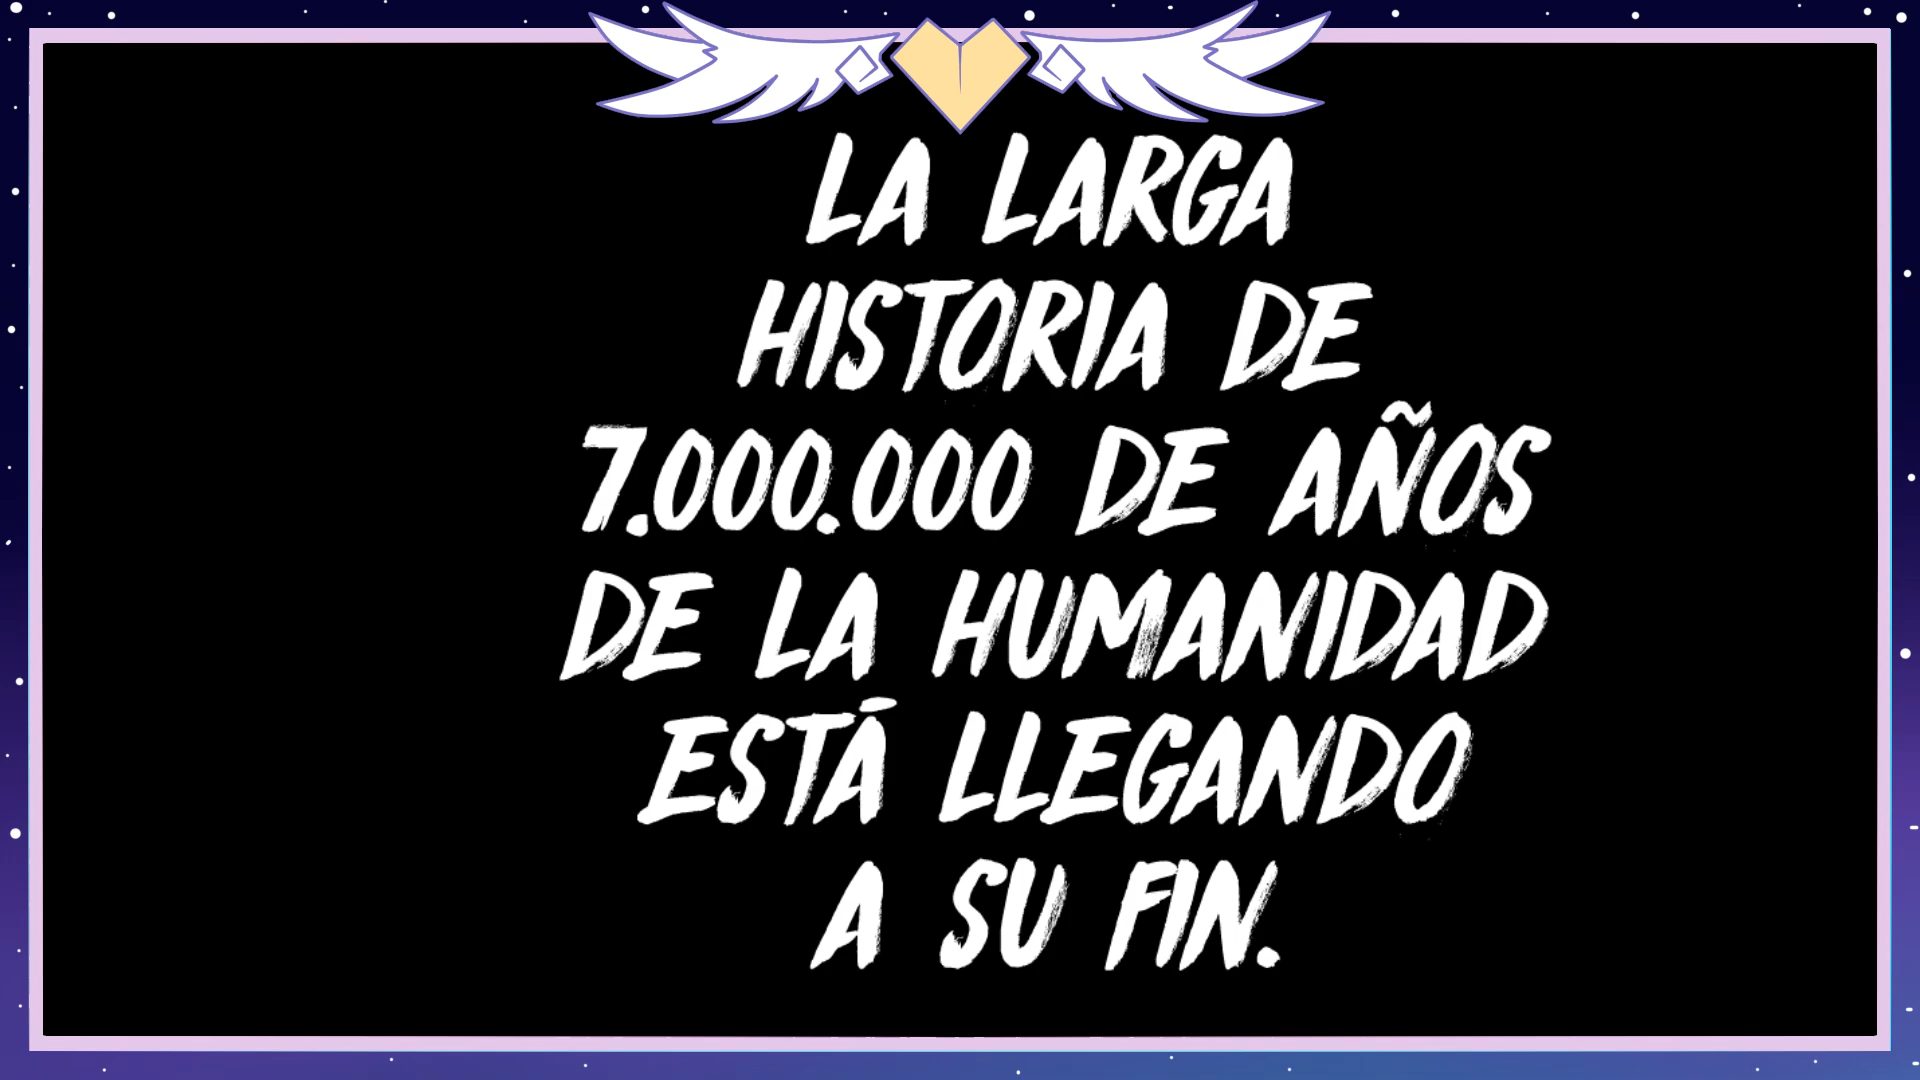 LA LARGA
HISTORIA DE
7.000.000 DE AÑOS
DE LA HUMANIDAD
ESTÁ LLEGANDO
A SU FIN.